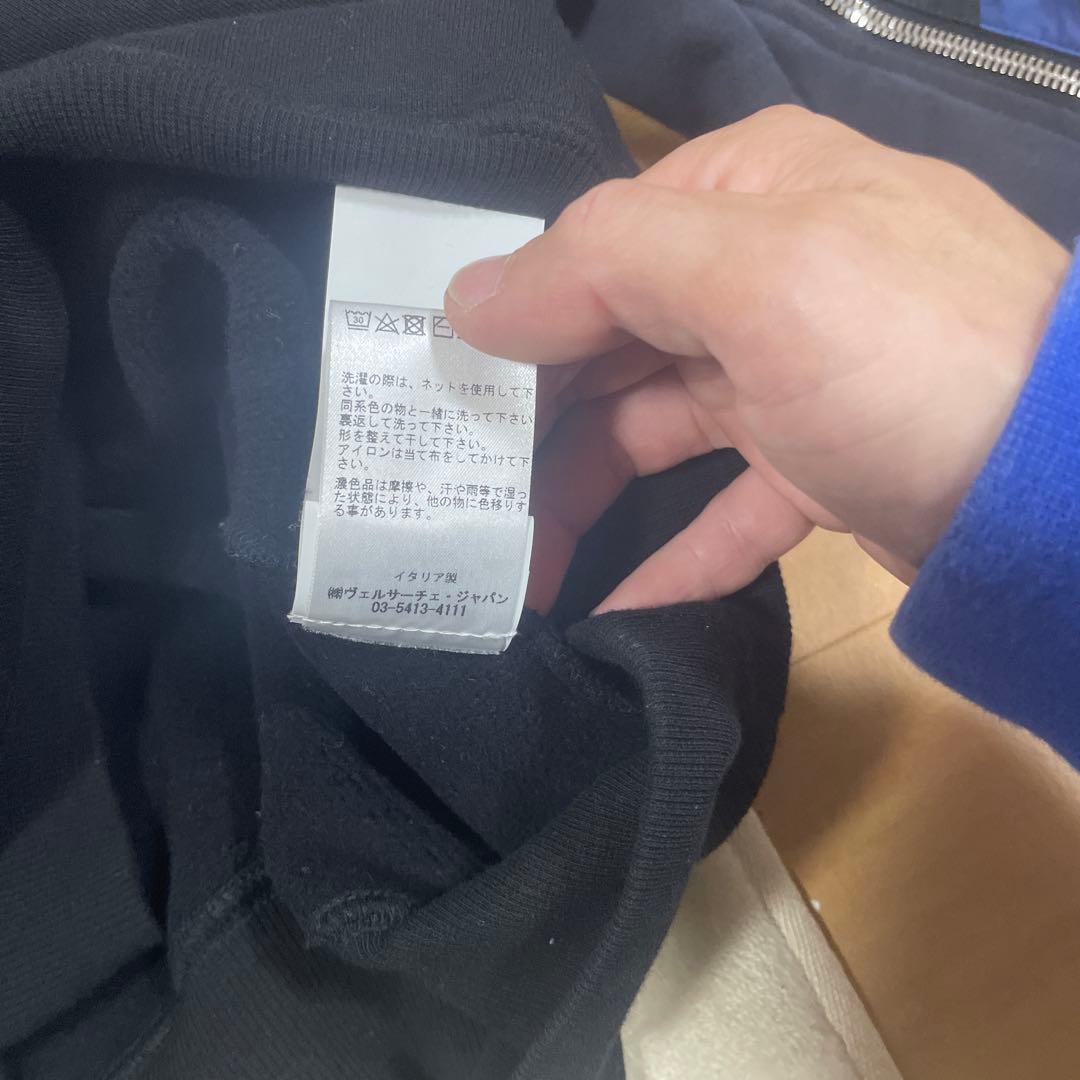 30
洗濯の際は、ネットを使用して下
さい。
同系色の物と一緒に洗って下さい
裏返して洗って下さい。
形を整えて干して下さい。
アイロンは当て布をしてかけて下
さい。
濃色品は摩擦や、汗や雨等で湿っ
た状態により、他の物に色移りす
る事があります。
イタリア製
㈱ヴェルサーチェ・ジャパン
03-5413-4111